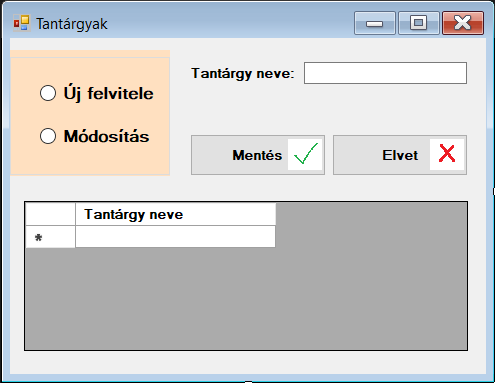 Tantárgyak
Új felvitele
Módosítás
Tantárgy neve:
Mentés
Elvet
Tantárgy neve
*